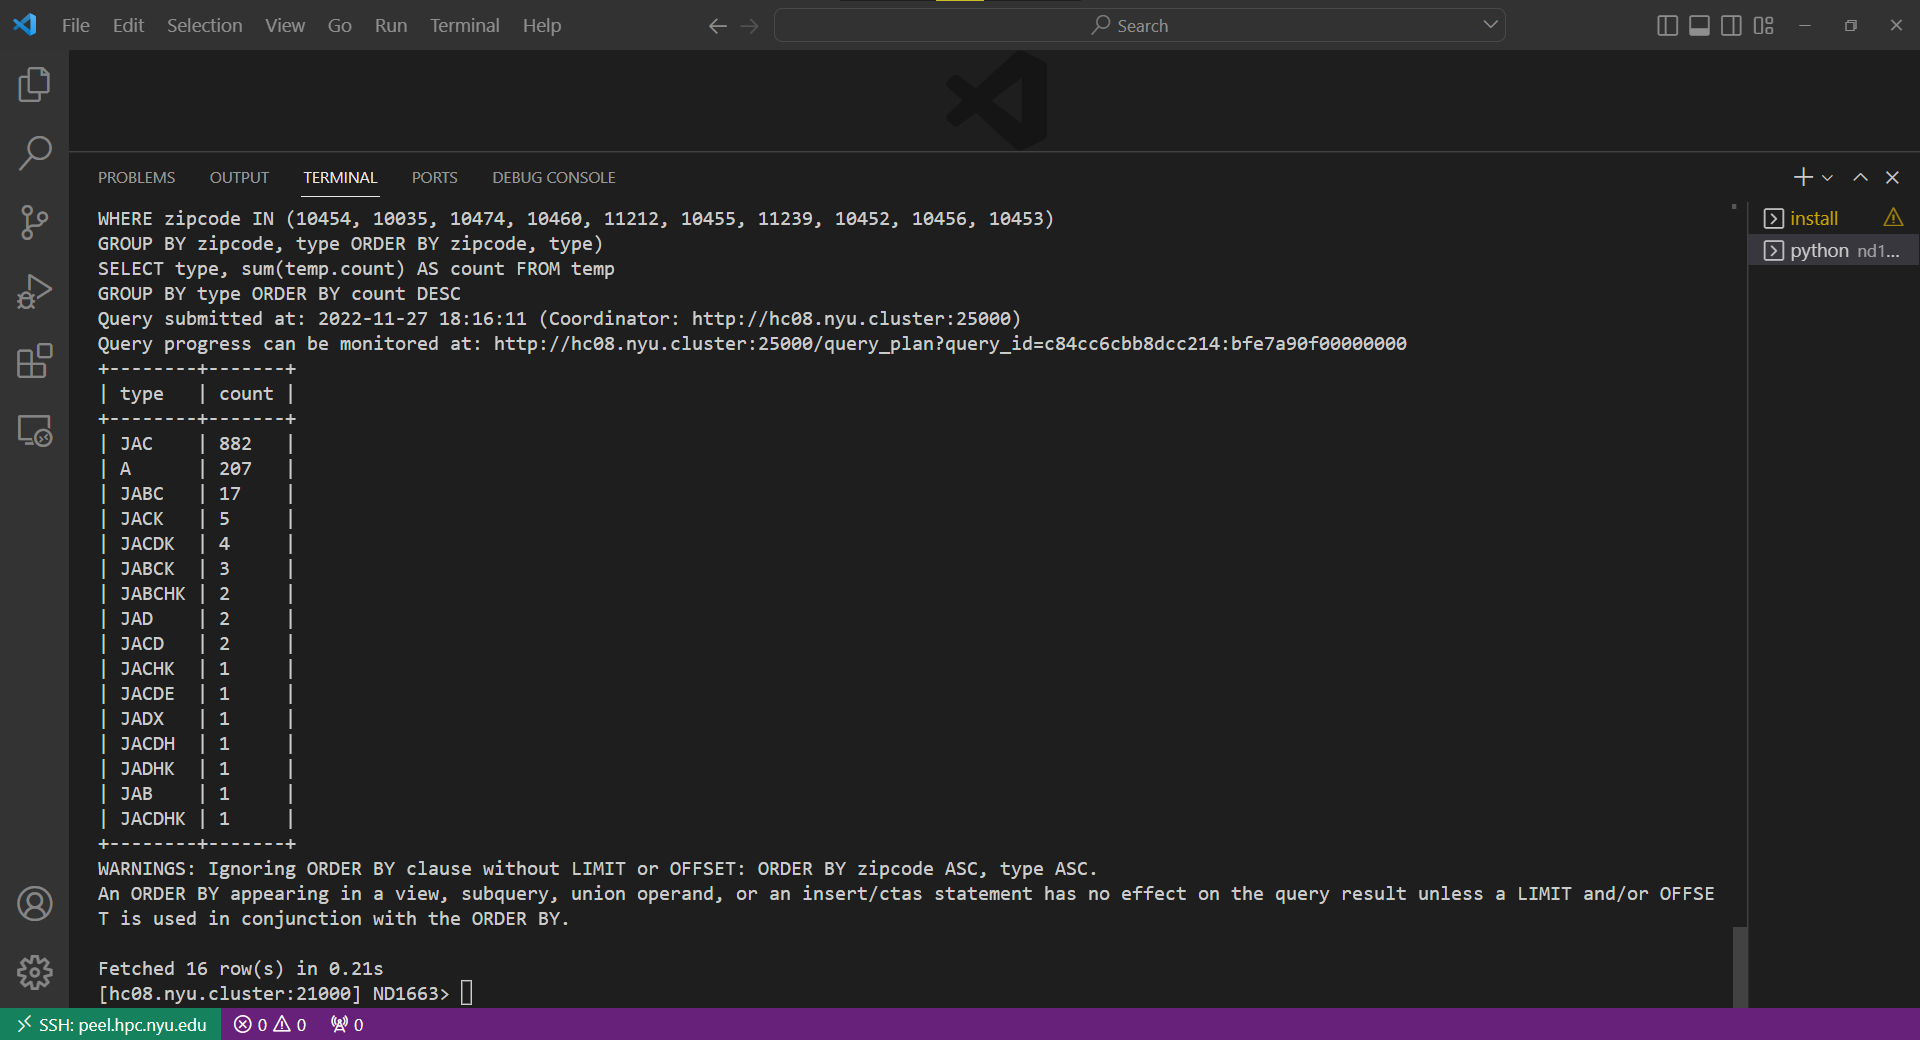 File Edit Selection View Go Run Terminal Help Search
PROBLEMS OUTPUT TERMINAL PORTS DEBUG CONSOLE
WHERE zipcode IN (10454, 10035, 10474, 10460, 11212, 10455, 11239, 10452, 10456, 10453)
GROUP BY zipcode, type ORDER BY zipcode, type)
SELECT type, sum(temp.count) AS count FROM temp
GROUP BY type ORDER BY count DESC
Query submitted at: 2022-11-27 18:16:11 (Coordinator: http://hc08.nyu.cluster:25000)
Query progress can be monitored at: http://hc08.nyu.cluster:25000/query_plan?query_id=c84cc6cbb8dcc214:bfe7a90f00000000
+--------+-------+
| type   | count |
+--------+-------+
| JAC    | 882   |
| A      | 207   |
| JABC   | 17    |
| JACK   | 5     |
| JACDK  | 4     |
| JABCK  | 3     |
| JABCHK | 2     |
| JAD    | 2     |
| JACD   | 2     |
| JACHK  | 1     |
| JACDE  | 1     |
| JADX   | 1     |
| JACDH  | 1     |
| JADHK  | 1     |
| JAB    | 1     |
| JACDHK | 1     |
+--------+-------+
WARNINGS: Ignoring ORDER BY clause without LIMIT or OFFSET: ORDER BY zipcode ASC, type ASC.
An ORDER BY appearing in a view, subquery, union operand, or an insert/ctas statement has no effect on the query result unless a LIMIT and/or OFFSE
T is used in conjunction with the ORDER BY.
Fetched 16 row(s) in 0.21s
[hc08.nyu.cluster:21000] ND1663>
install
python nd1...
SSH: peel.hpc.nyu.edu 0 0 0